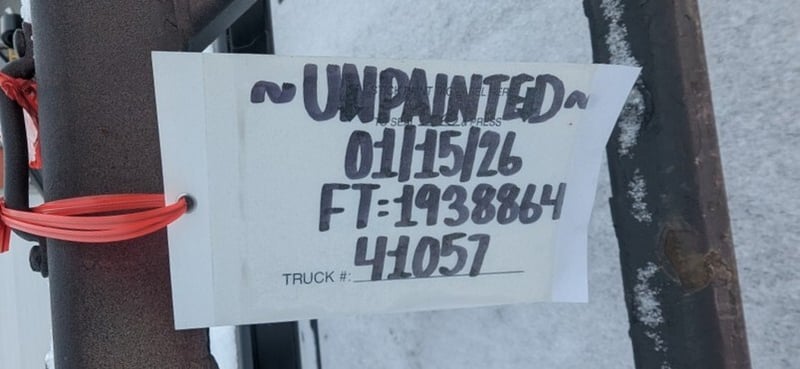 ~UNPAINTED~
01/15/26
FT:1938864
41057
TRUCK #: